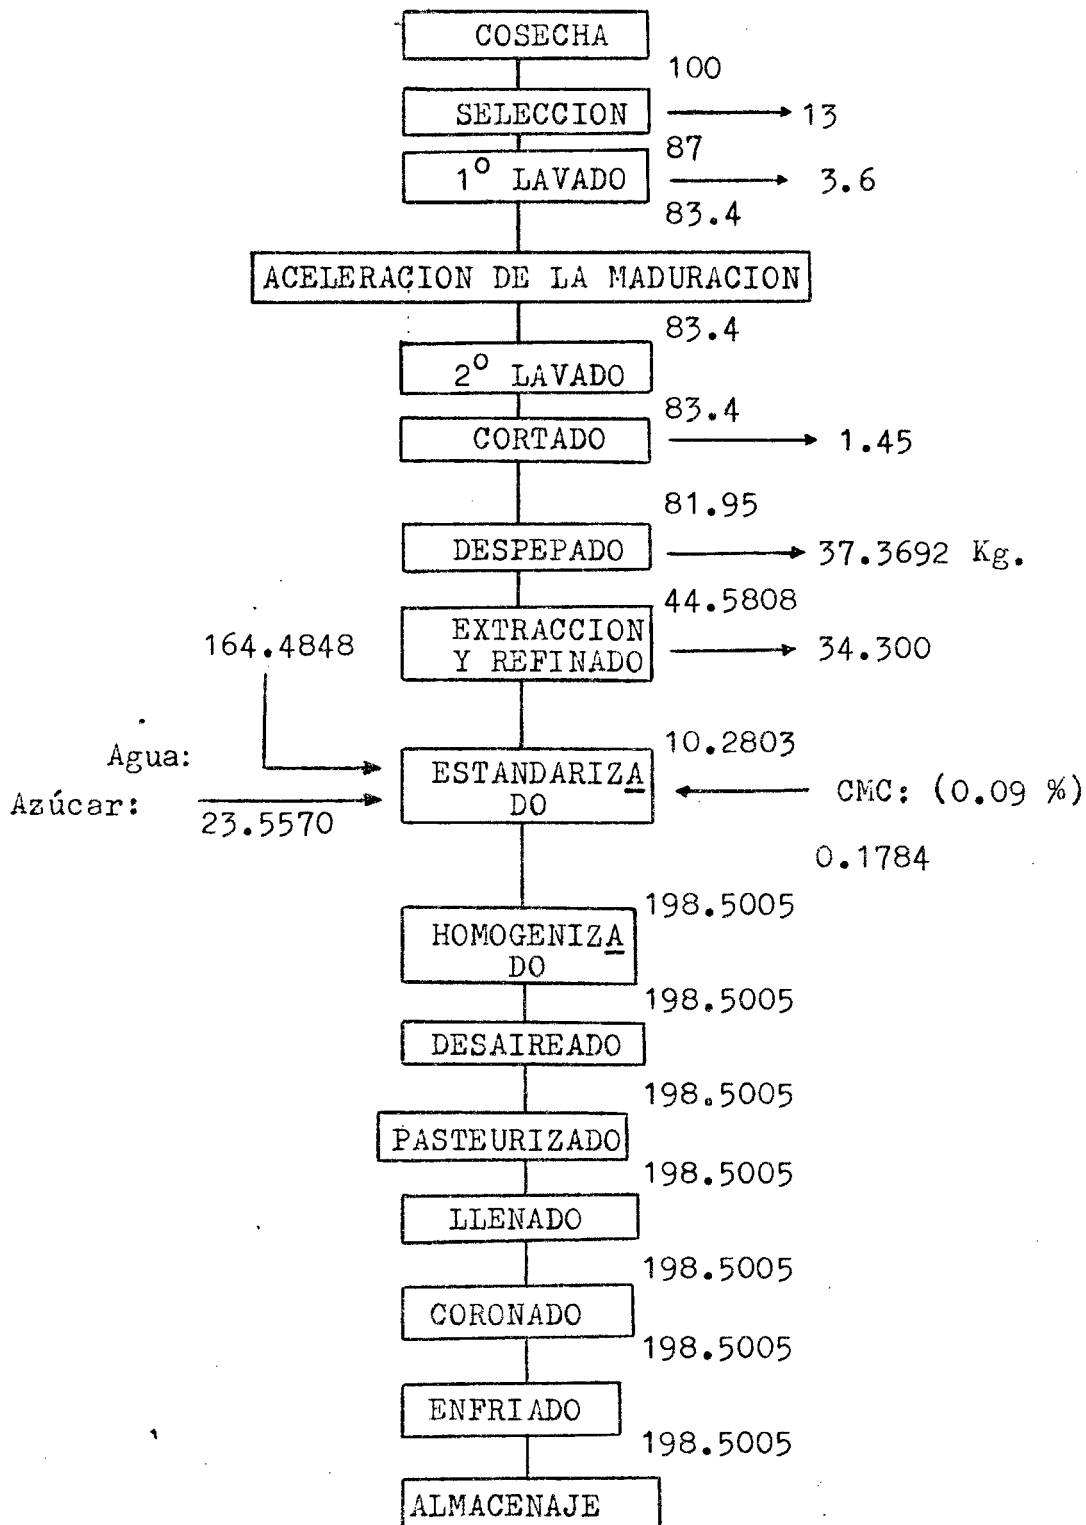 COSECHA
100
SELECCION
13
87
1º LAVADO
3.6
83.4
ACELERACION DE LA MADURACION
83.4
2º LAVADO
83.4
CORTADO
1.45
81.95
DESPEPADO
37.3692 Kg.
44.5808
EXTRACCION
Y REFINADO
34.300
164.4848
10.2803
Agua:
ESTANDARIZA
DO
CMC: (0.09 %)
Azúcar:
23.5570
0.1784
198.5005
HOMOGENIZA
DO
198.5005
DESAIREADO
198.5005
PASTEURIZADO
198.5005
LLENADO
198.5005
CORONADO
198.5005
ENFRIADO
198.5005
ALMACENAJE